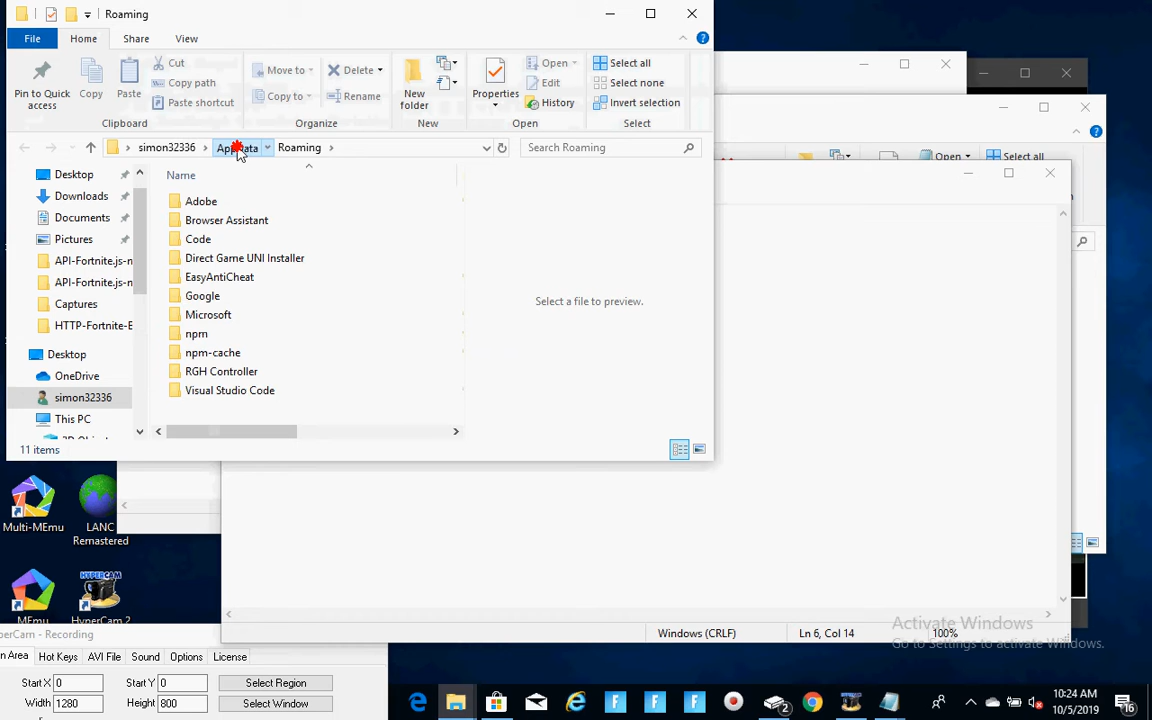 Roaming
File Home Share View
Pin to Quick access
Copy
Paste
Cut
Copy path
Paste shortcut
Clipboard
Move to
Copy to
Delete
Rename
Organize
New folder
New
Properties
Open
Edit
History
Open
Select all
Select none
Invert selection
Select
simon32336 Roaming
Search Roaming
Desktop
Downloads
Documents
Pictures
API-Fortnite.js-n
API-Fortnite.js-n
Captures
HTTP-Fortnite-E
Desktop
OneDrive
simon32336
This PC
Name
Adobe
Browser Assistant
Code
Direct Game UNI Installer
EasyAntiCheat
Google
Microsoft
npm
npm-cache
RGH Controller
Visual Studio Code
Select a file to preview.
11 items
Open
Select all
Multi-MEmu
LANC Remastered
MEmu
HyperCam 2
Windows (CRLF) Ln 6, Col 14 100%
Activate Windows
Go to Settings to activate Windows.
perCam - Recording
n Area Hot Keys AVI File Sound Options License
Start X 0 Start Y 0 Select Region
Width 1280 Height 800 Select Window
2
10:24 AM
10/5/2019
16